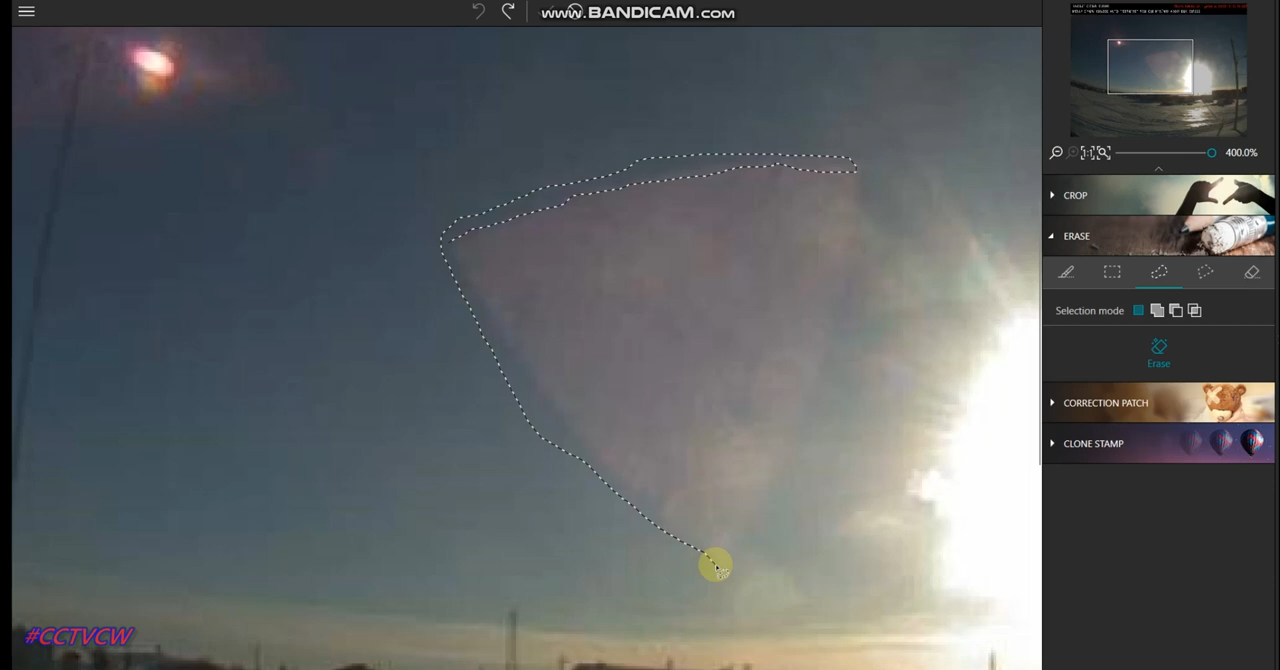 www.BANDICAM.com
400.0%
CROP
ERASE
Selection mode
Erase
CORRECTION PATCH
CLONE STAMP
#CCTVCW